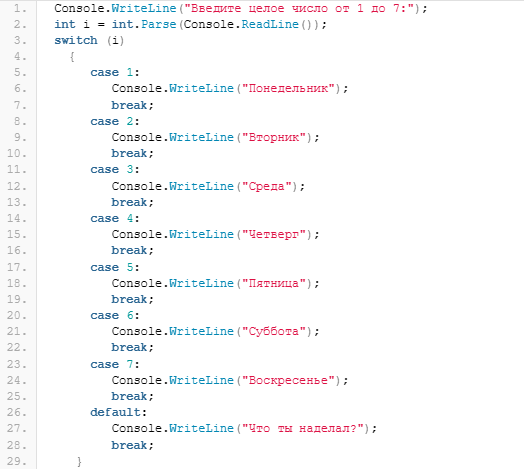 1. Console.WriteLine("Введите целое число от 1 до 7:");
2. int i = int.Parse(Console.ReadLine());
3. switch (i)
4. {
5. case 1:
6. Console.WriteLine("Понедельник");
7. break;
8. case 2:
9. Console.WriteLine("Вторник");
10. break;
11. case 3:
12. Console.WriteLine("Среда");
13. break;
14. case 4:
15. Console.WriteLine("Четверг");
16. break;
17. case 5:
18. Console.WriteLine("Пятница");
19. break;
20. case 6:
21. Console.WriteLine("Суббота");
22. break;
23. case 7:
24. Console.WriteLine("Воскресенье");
25. break;
26. default:
27. Console.WriteLine("Что ты наделал?");
28. break;
29. }